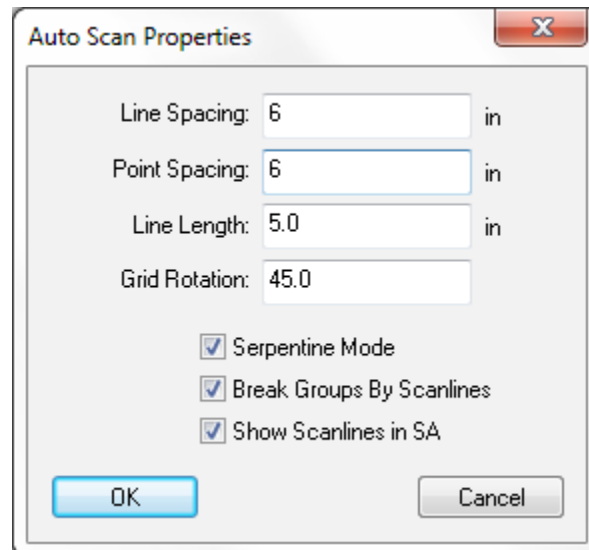 Auto Scan Properties
Line Spacing: 6 in
Point Spacing: 6 in
Line Length: 5.0 in
Grid Rotation: 45.0
Serpentine Mode
Break Groups By Scanlines
Show Scanlines in SA
OK Cancel